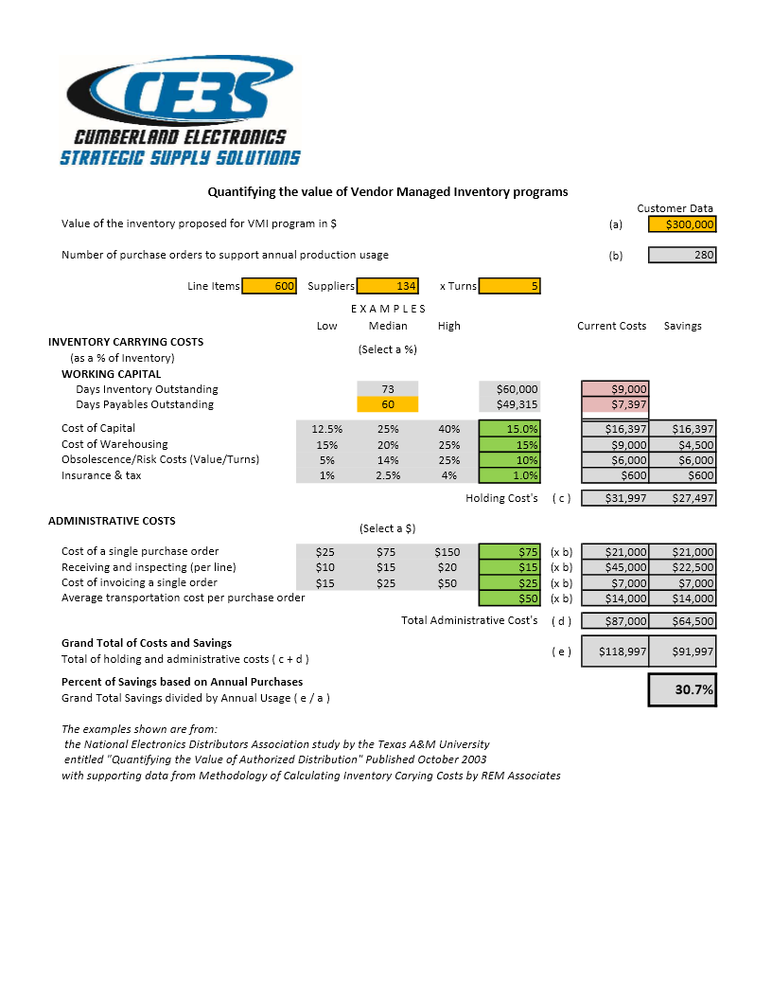 CE3S
CUMBERLAND ELECTRONICS
STRATEGIC SUPPLY SOLUTIONS
Quantifying the value of Vendor Managed Inventory programs
Customer Data
Value of the inventory proposed for VMI program in $ (a) $300,000
Number of purchase orders to support annual production usage (b) 280
Line Items 600 Suppliers 134 x Turns 5
E X A M P L E S
Low Median High Current Costs Savings
INVENTORY CARRYING COSTS
(as a % of Inventory) (Select a %)
WORKING CAPITAL
Days Inventory Outstanding 73 $60,000 $9,000
Days Payables Outstanding 60 $49,315 $7,397
Cost of Capital 12.5% 25% 40% 15.0% $16,397 $16,397
Cost of Warehousing 15% 20% 25% 15% $9,000 $4,500
Obsolescence/Risk Costs (Value/Turns) 5% 14% 25% 10% $6,000 $6,000
Insurance & tax 1% 2.5% 4% 1.0% $600 $600
Holding Cost's ( c ) $31,997 $27,497
ADMINISTRATIVE COSTS
(Select a $)
Cost of a single purchase order $25 $75 $150 $75 (x b) $21,000 $21,000
Receiving and inspecting (per line) $10 $15 $20 $15 (x b) $45,000 $22,500
Cost of invoicing a single order $15 $25 $50 $25 (x b) $7,000 $7,000
Average transportation cost per purchase order $50 (x b) $14,000 $14,000
Total Administrative Cost's ( d ) $87,000 $64,500
Grand Total of Costs and Savings
Total of holding and administrative costs ( c + d ) ( e ) $118,997 $91,997
Percent of Savings based on Annual Purchases
Grand Total Savings divided by Annual Usage ( e / a ) 30.7%
The examples shown are from:
the National Electronics Distributors Association study by the Texas A&M University
entitled "Quantifying the Value of Authorized Distribution" Published October 2003
with supporting data from Methodology of Calculating Inventory Carying Costs by REM Associates